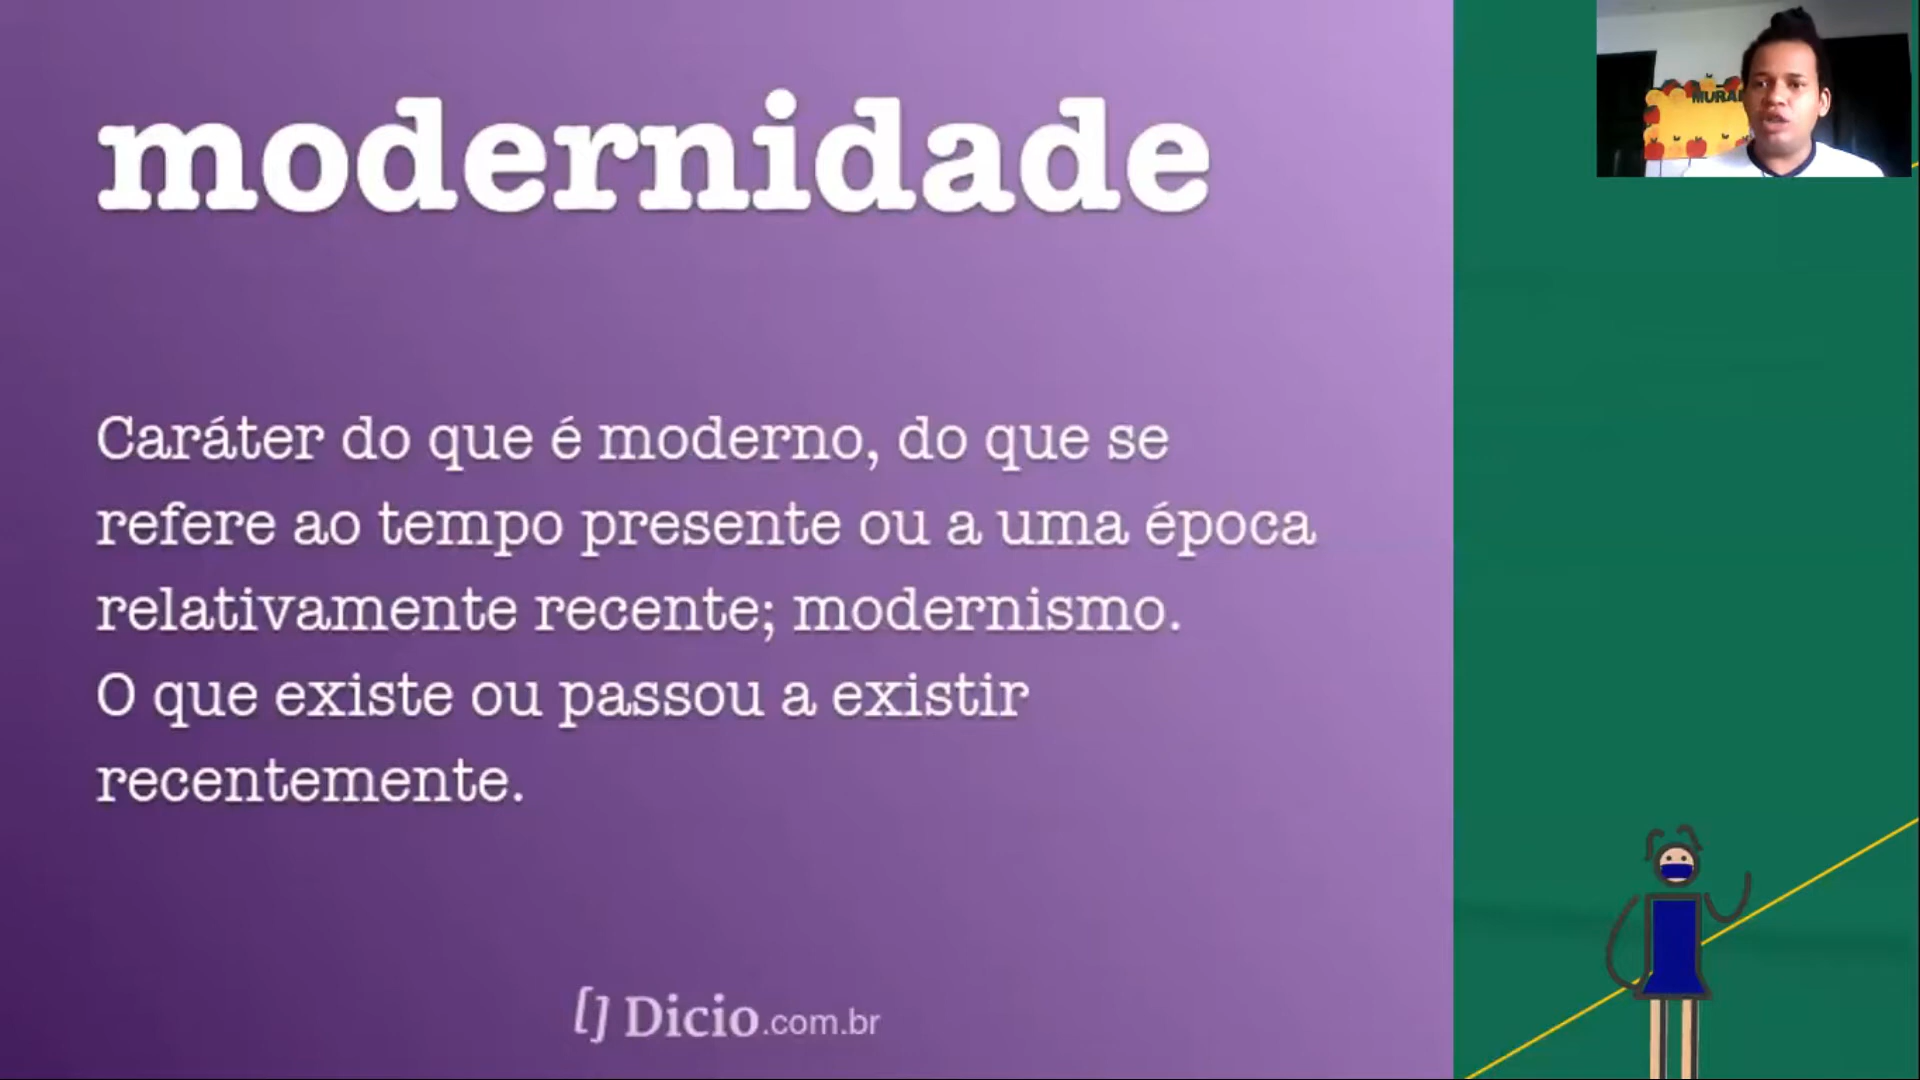 modernidade
Caráter do que é moderno, do que se
refere ao tempo presente ou a uma época
relativamente recente; modernismo.
O que existe ou passou a existir
recentemente.
[] Dicio.com.br
MURAL